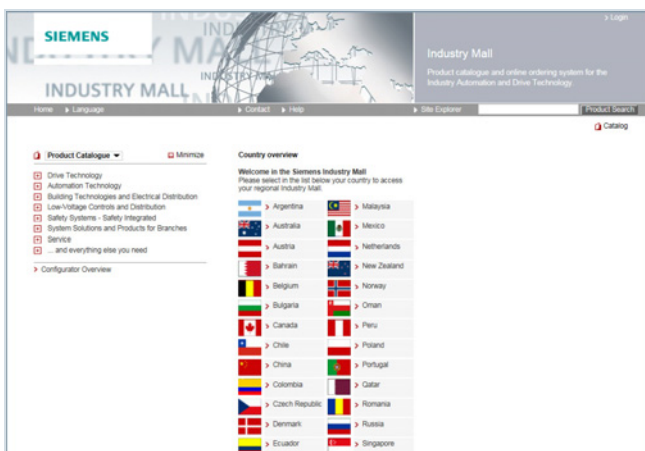 SIEMENS
INDUSTRY MALL
> Login
Industry Mall
Product catalogue and online ordering system for the
Industry Automation and Drive Technology
Home > Language > Contact > Help > Site Explorer Product Search
Catalog
Product Catalogue Minimize
Drive Technology
Automation Technology
Building Technologies and Electrical Distribution
Low-Voltage Controls and Distribution
Safety Systems - Safety Integrated
System Solutions and Products for Branches
Service
... and everything else you need
> Configurator Overview
Country overview
Welcome in the Siemens Industry Mall
Please select in the list below your country to access
your regional Industry Mall.
> Argentina > Malaysia
> Australia > Mexico
> Austria > Netherlands
> Bahrain > New Zealand
> Belgium > Norway
> Bulgaria > Oman
> Canada > Peru
> Chile > Poland
> China > Portugal
> Colombia > Qatar
> Czech Republic > Romania
> Denmark > Russia
> Ecuador > Singapore